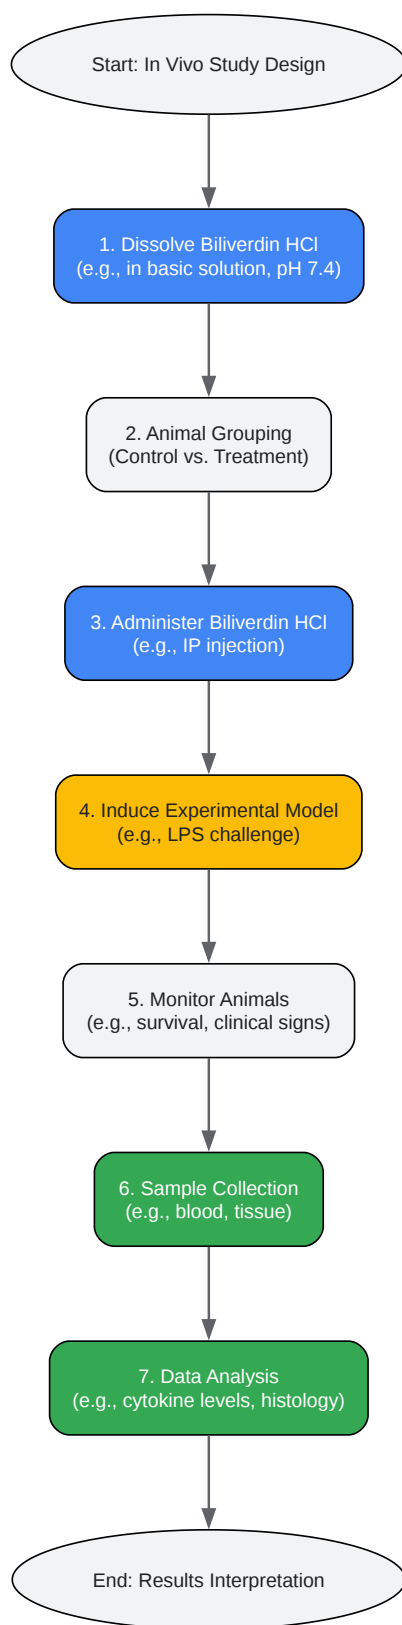 Start: In Vivo Study Design
1. Dissolve Biliverdin HCl
(e.g., in basic solution, pH 7.4)
2. Animal Grouping
(Control vs. Treatment)
3. Administer Biliverdin HCl
(e.g., IP injection)
4. Induce Experimental Model
(e.g., LPS challenge)
5. Monitor Animals
(e.g., survival, clinical signs)
6. Sample Collection
(e.g., blood, tissue)
7. Data Analysis
(e.g., cytokine levels, histology)
End: Results Interpretation